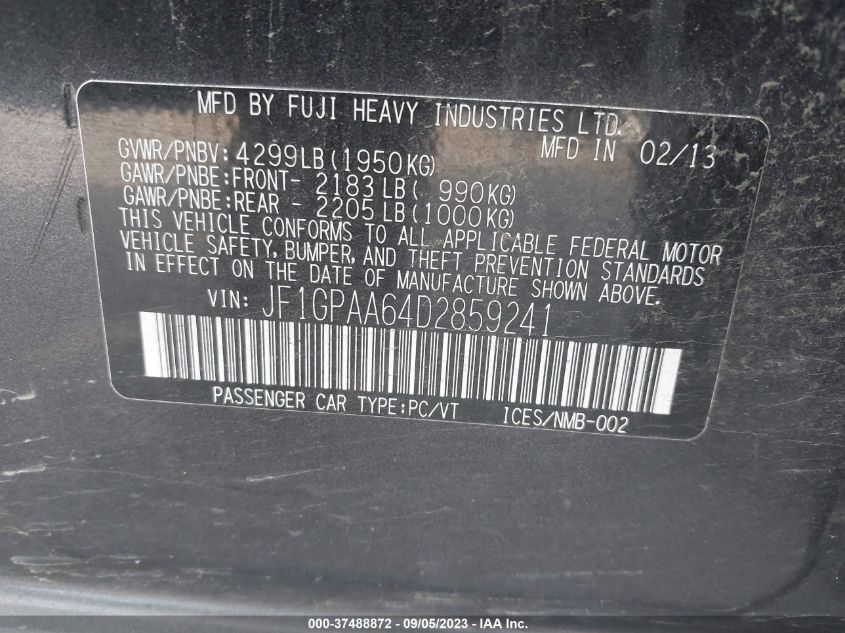 MFD BY FUJI HEAVY INDUSTRIES LTD.
MFD IN 02/13
GVWR/PNBV: 4299LB(1950KG)
GAWR/PNBE:FRONT- 2183LB( 990KG)
GAWR/PNBE:REAR - 2205LB(1000KG)
THIS VEHICLE CONFORMS TO ALL APPLICABLE FEDERAL MOTOR
VEHICLE SAFETY, BUMPER, AND THEFT PREVENTION STANDARDS
IN EFFECT ON THE DATE OF MANUFACTURE SHOWN ABOVE.
VIN: JF1GPAA64D2859241
PASSENGER CAR TYPE:PC/VT ICES/NMB-002
000-37488872 - 09/05/2023 - IAA Inc.